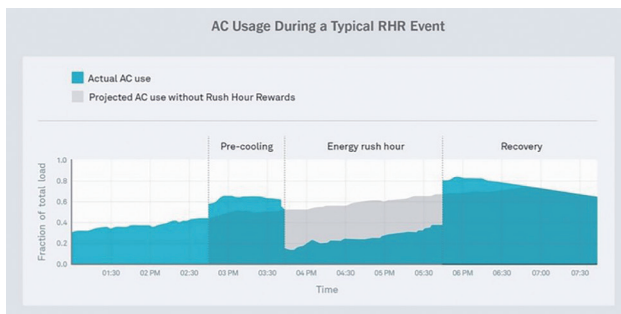 AC Usage During a Typical RHR Event
Actual AC use
Projected AC use without Rush Hour Rewards
Pre-cooling Energy rush hour Recovery
Fraction of total load
1.0
0.8
0.6
0.4
0.2
0.0
01:30 02 PM 02:30 03 PM 03:30 04 PM 04:30 05 PM 05:30 06 PM 06:30 07:00 07:30
Time